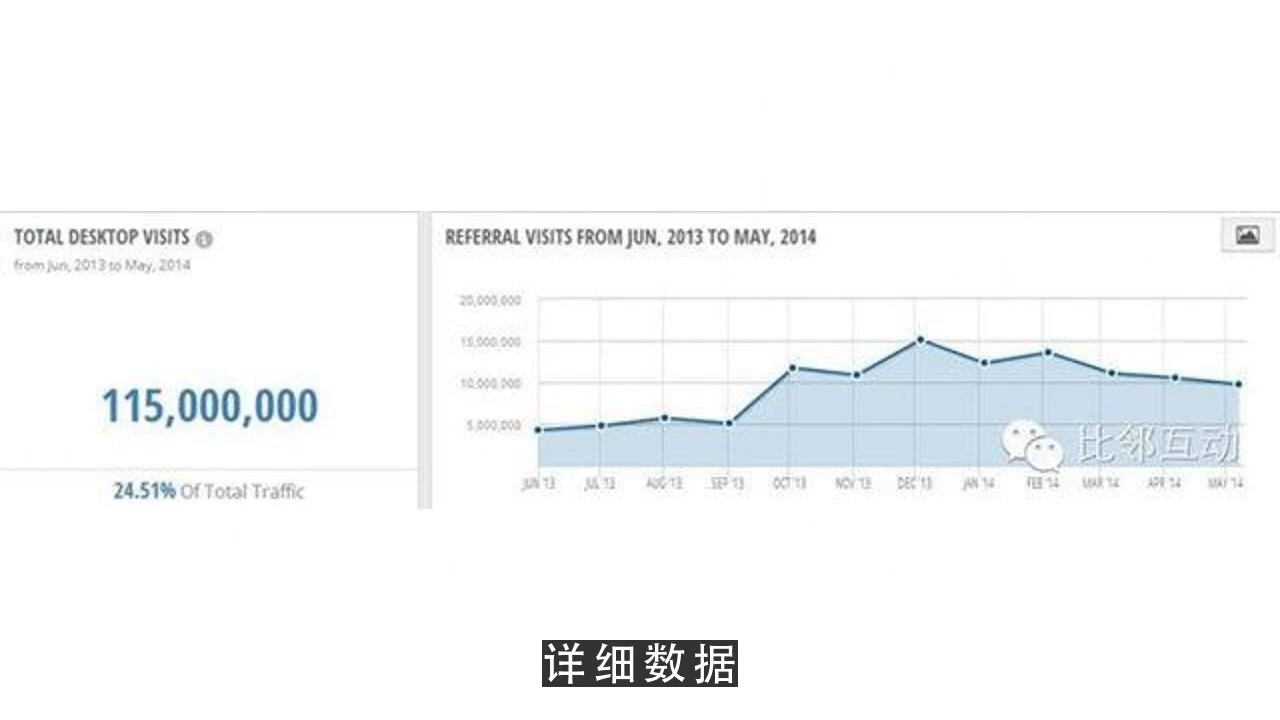 TOTAL DESKTOP VISITS
from Jun, 2013 to May, 2014
115,000,000
24.51% Of Total Traffic
REFERRAL VISITS FROM JUN, 2013 TO MAY, 2014
20,000,000
15,000,000
10,000,000
5,000,000
JUN '13 JUL '13 AUG '13 SEP '13 OCT '13 NOV '13 DEC '13 JAN '14 FEB '14 MAR '14 APR '14 MAY '14
比邻互动
详细数据